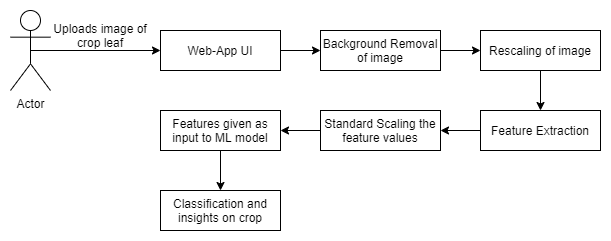 Uploads image of
crop leaf
Actor
Web-App UI
Background Removal
of image
Rescaling of image
Feature Extraction
Standard Scaling the
feature values
Features given as
input to ML model
Classification and
insights on crop